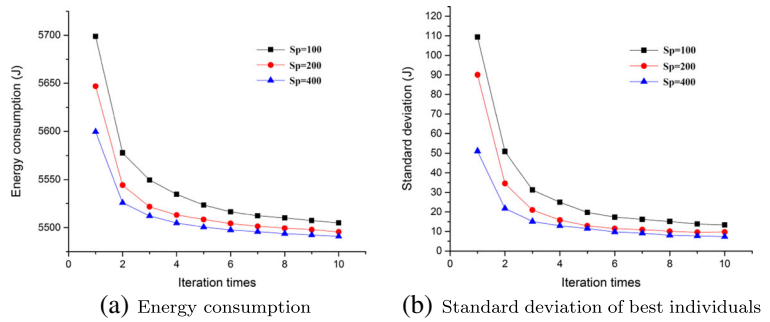 Energy consumption (J)
5700
5650
5600
5550
5500
0 2 4 6 8 10
Iteration times
Sp=100
Sp=200
Sp=400
(a) Energy consumption
Standard deviation (J)
120
110
100
90
80
70
60
50
40
30
20
10
0
0 2 4 6 8 10
Iteration times
Sp=100
Sp=200
Sp=400
(b) Standard deviation of best individuals